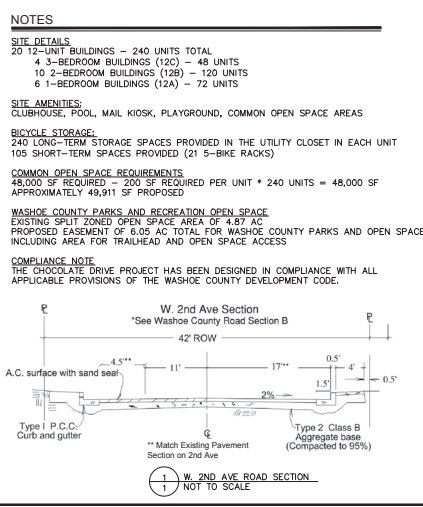 NOTES
SITE DETAILS
20 12-UNIT BUILDINGS - 240 UNITS TOTAL
4 3-BEDROOM BUILDINGS (12C) - 48 UNITS
10 2-BEDROOM BUILDINGS (12B) - 120 UNITS
6 1-BEDROOM BUILDINGS (12A) - 72 UNITS
SITE AMENITIES:
CLUBHOUSE, POOL, MAIL KIOSK, PLAYGROUND, COMMON OPEN SPACE AREAS
BICYCLE STORAGE:
240 LONG-TERM STORAGE SPACES PROVIDED IN THE UTILITY CLOSET IN EACH UNIT
105 SHORT-TERM SPACES PROVIDED (21 5-BIKE RACKS)
COMMON OPEN SPACE REQUIREMENTS
48,000 SF REQUIRED - 200 SF REQUIRED PER UNIT * 240 UNITS = 48,000 SF
APPROXIMATELY 49,911 SF PROPOSED
WASHOE COUNTY PARKS AND RECREATION OPEN SPACE
EXISTING SPLIT ZONED OPEN SPACE AREA OF 4.87 AC
PROPOSED EASEMENT OF 6.05 AC TOTAL FOR WASHOE COUNTY PARKS AND OPEN SPACE
INCLUDING AREA FOR TRAILHEAD AND OPEN SPACE ACCESS
COMPLIANCE NOTE
THE CHOCOLATE DRIVE PROJECT HAS BEEN DESIGNED IN COMPLIANCE WITH ALL
APPLICABLE PROVISIONS OF THE WASHOE COUNTY DEVELOPMENT CODE.
W. 2nd Ave Section
*See Washoe County Road Section B
℄ ℄
42' ROW
4.5'** 11' 17'** 0.5' 4' 0.5'
A.C. surface with sand seal
1.5'
2%
Type I P.C.C.
Curb and gutter
℄
** Match Existing Pavement
Section on 2nd Ave
Type 2 Class B
Aggregate base
(Compacted to 95%)
1 W. 2ND AVE ROAD SECTION
1 NOT TO SCALE